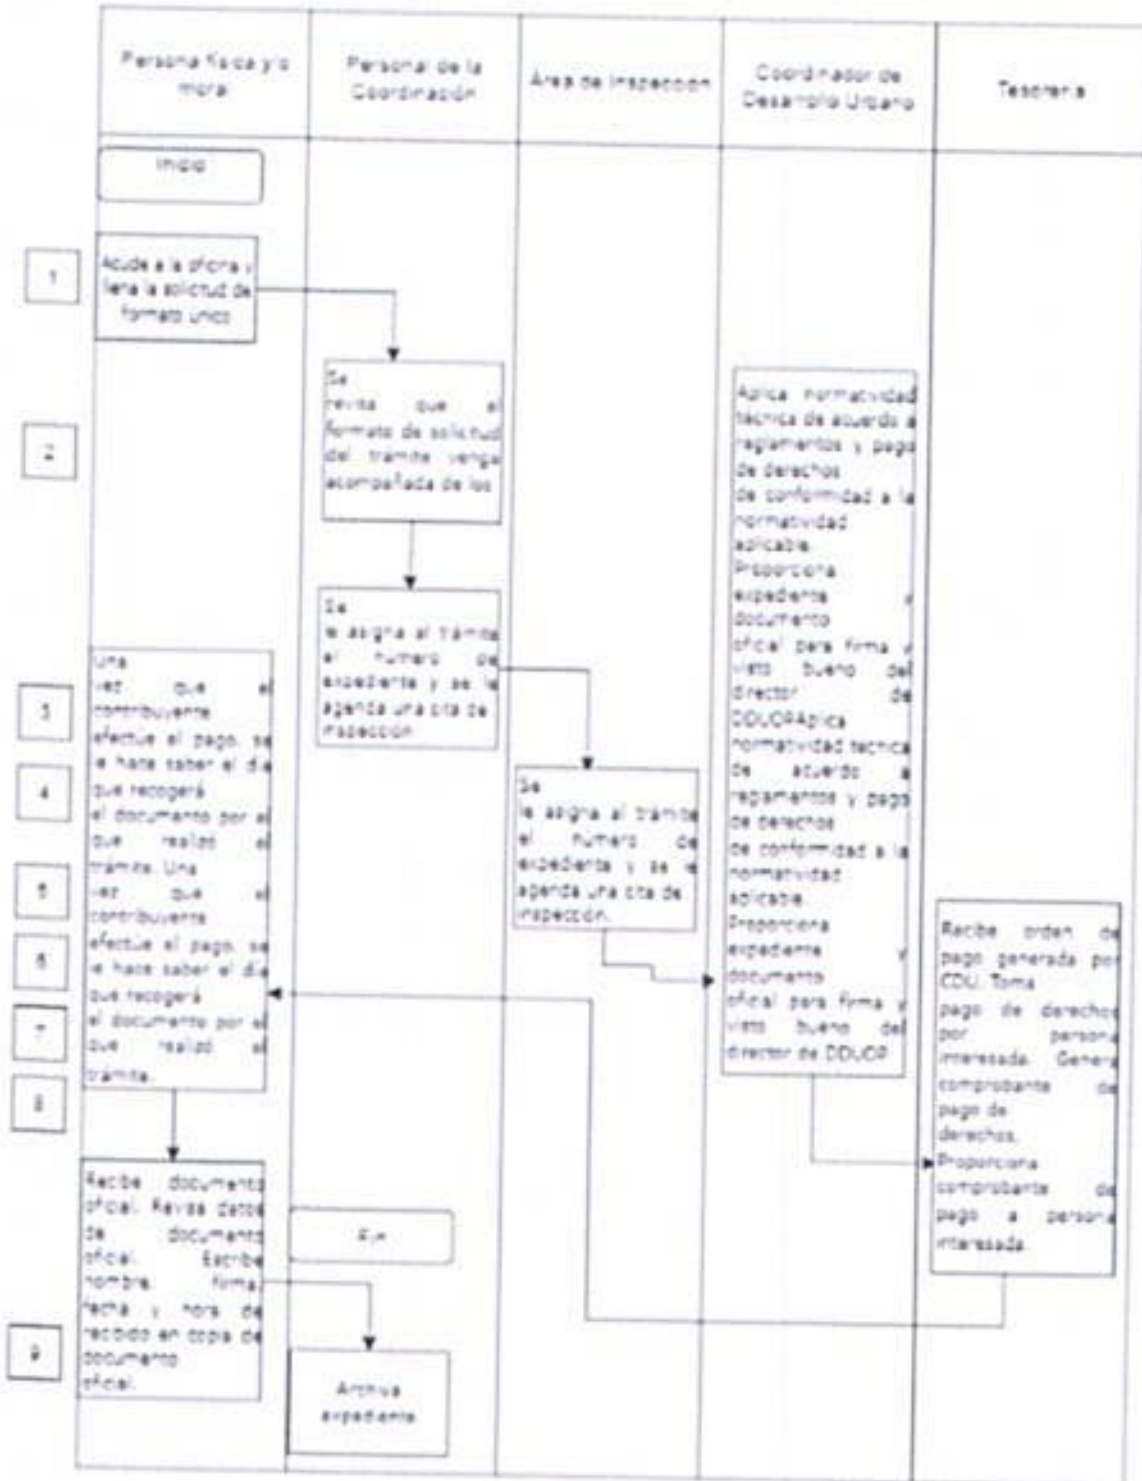 Persona física y/o
moral
Personal de la
Coordinación
Área de Inspección
Coordinador de
Desarrollo Urbano
Tesorería
Inicio
1
Acude a la oficina y
llena la solicitud de
formato único
2
Se
revisa que el
formato de solicitud
del trámite venga
acompañada de los
Se
le asigna al trámite
el número de
expediente y se le
agenda una cita de
inspección
Se
le asigna al trámite
el número de
expediente y se le
agenda una cita de
inspección.
Aplica normatividad
técnica de acuerdo a
reglamentos y pago
de derechos
de conformidad a la
normatividad
aplicable.
Proporciona
expediente y
documento
oficial para firma y
visto bueno del
director de
DDUOPAplica
normatividad técnica
de acuerdo a
reglamentos y pago
de derechos
de conformidad a la
normatividad
aplicable.
Proporciona
expediente y
documento
oficial para firma y
visto bueno del
director de DDUOP
Recibe orden de
pago generada por
CDU. Toma
pago de derechos
por persona
interesada. Genera
comprobante de
pago de
derechos.
Proporciona
comprobante de
pago a persona
interesada.
3
4
5
6
7
8
Una
vez que el
contribuyente
efectúe el pago, se
le hace saber el día
que recogerá
el documento por el
que realizó el
trámite. Una
vez que el
contribuyente
efectúe el pago, se
le hace saber el día
que recogerá
el documento por el
que realizó el
trámite.
9
Recibe documento
oficial. Revisa datos
de documento
oficial. Escribe
nombre, firma,
fecha y hora de
recibido en copia de
documento
oficial.
Fin
Archiva
expediente